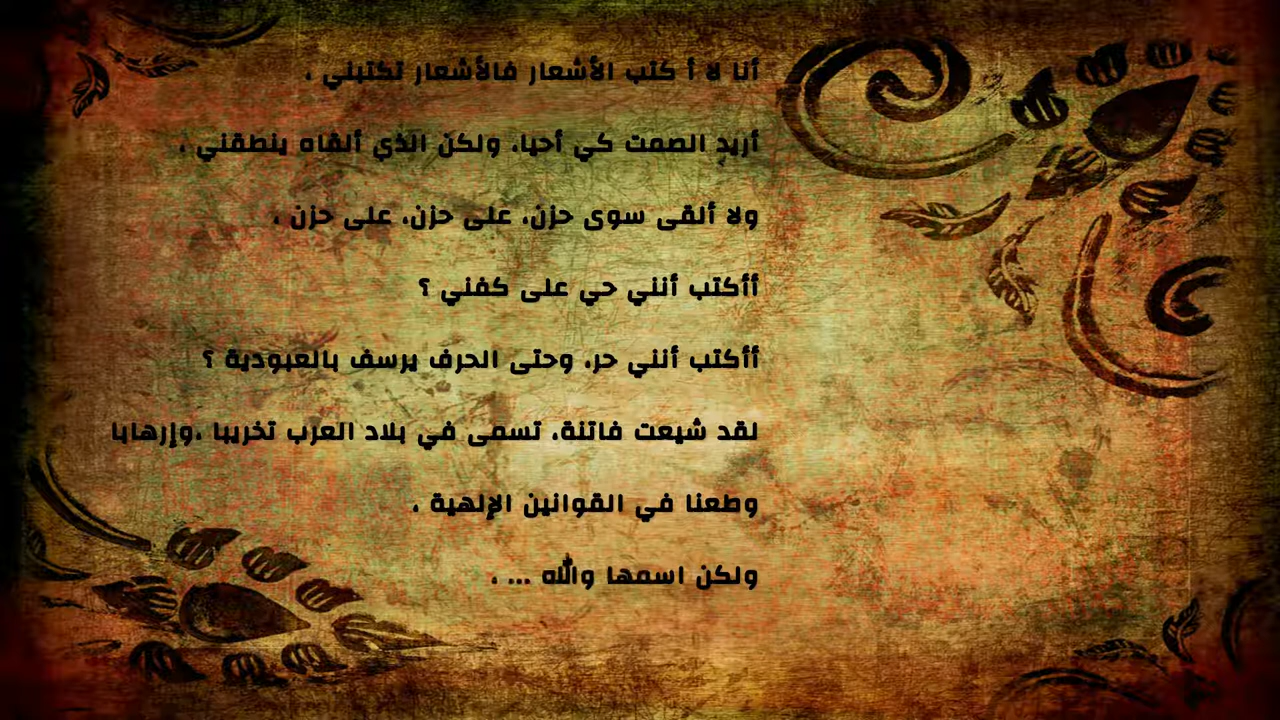 أنا لا أ كتب الأشعار فالأشعار تكتبني ،
أريدِ الصمت كي أحيا، ولكن الذي ألقاه ينطقني ،
ولا ألقى سوى حزن، على حزن، على حزن ،
أأكتب أنني حي على كفني ؟
أأكتب أنني حر، وحتى الحرف يرسف بالعبودية ؟
لقد شيعت فاتنة، تسمى في بلاد العرب تخريبا ،وإرهابا
وطعنا في القوانين الإلهية ،
ولكن اسمها والله ... ،